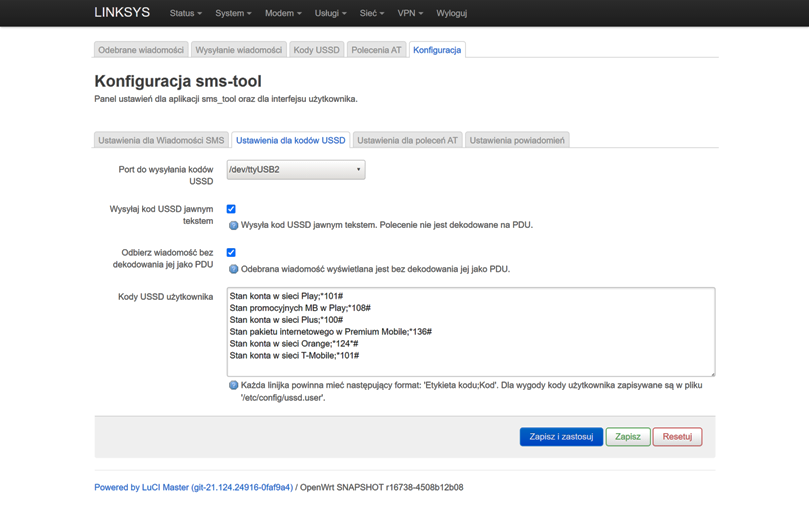 LINKSYS Status System Modem Usługi Sieć VPN Wyloguj
Odebrane wiadomości Wysyłanie wiadomości Kody USSD Polecenia AT Konfiguracja
Konfiguracja sms-tool
Panel ustawień dla aplikacji sms_tool oraz dla interfejsu użytkownika.
Ustawienia dla Wiadomości SMS Ustawienia dla kodów USSD Ustawienia dla poleceń AT Ustawienia powiadomień
Port do wysyłania kodów /dev/ttyUSB2
USSD
Wysyłaj kod USSD jawnym
tekstem
Wysyła kod USSD jawnym tekstem. Polecenie nie jest dekodowane na PDU.
Odbierz wiadomość bez
dekodowania jej jako PDU
Odebrana wiadomość wyświetlana jest bez dekodowania jej jako PDU.
Kody USSD użytkownika
Stan konta w sieci Play;*101#
Stan promocyjnych MB w Play;*108#
Stan konta w sieci Plus;*100#
Stan pakietu internetowego w Premium Mobile;*136#
Stan konta w sieci Orange;*124*#
Stan konta w sieci T-Mobile;*101#
Każda linijka powinna mieć następujący format: 'Etykieta kodu;Kod'. Dla wygody kody użytkownika zapisywane są w pliku
'/etc/config/ussd.user'.
Zapisz i zastosuj Zapisz Resetuj
Powered by LuCI Master (git-21.124.24916-0faf9a4) / OpenWrt SNAPSHOT r16738-4508b12b08